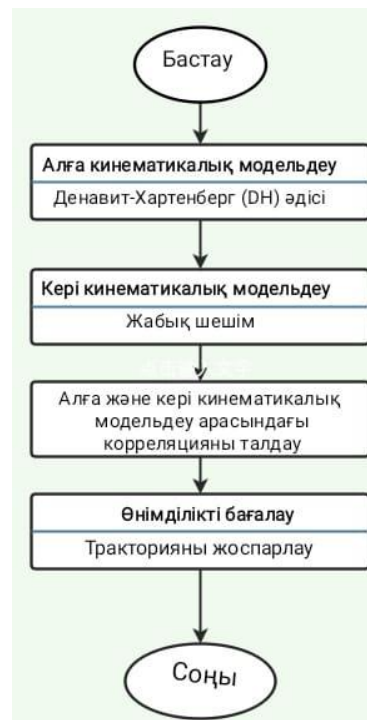 Бастау
Алға кинематикалық модельдеу
Денавит-Хартенберг (DH) әдісі
Кері кинематикалық модельдеу
Жабық шешім
Алға және кері кинематикалық
модельдеу арасындағы
корреляцияны талдау
Өнімділікті бағалау
Тракторияны жоспарлау
Соңы